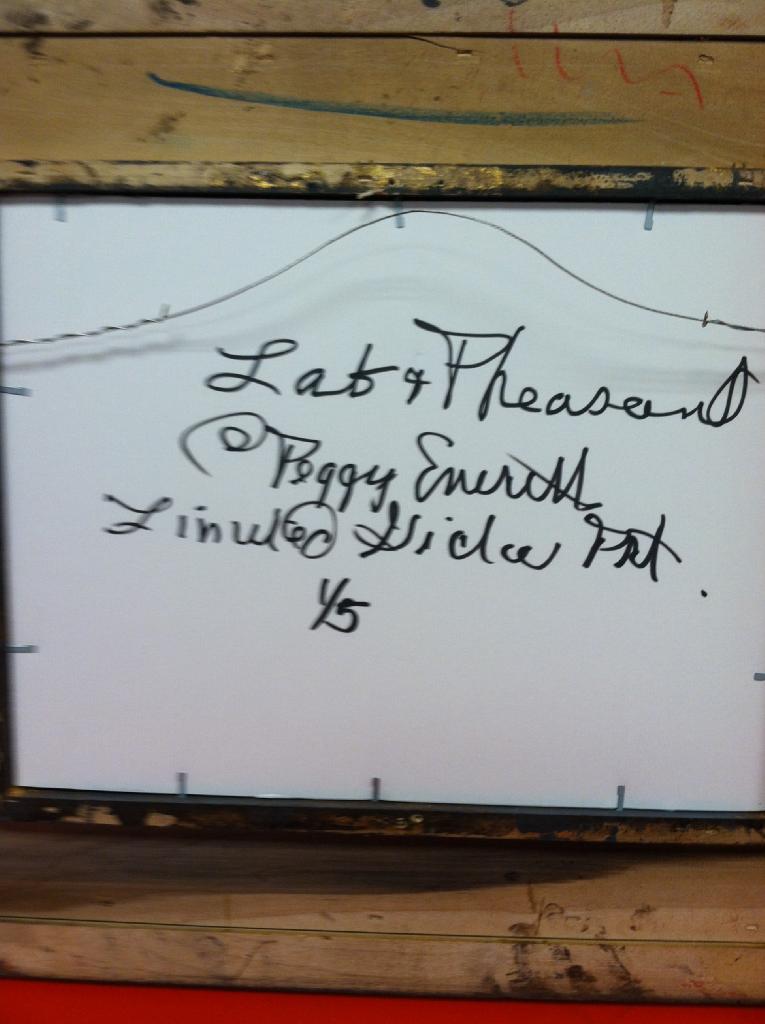 Lab & Pheasant
© Peggy Everett
Limited Giclee Prt.
1/5